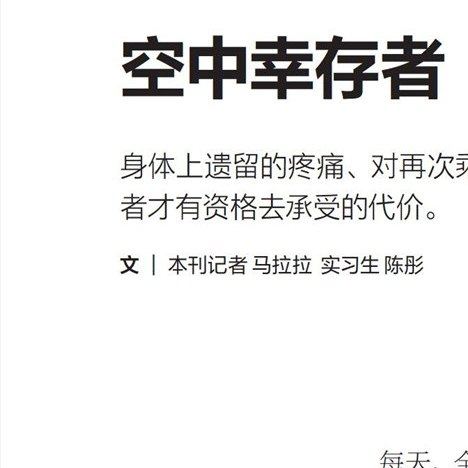 空中幸存者
身体上遗留的疼痛、对再次
者才有资格去承受的代价。
文 | 本刊记者 马拉拉 实习生 陈彤
每天、